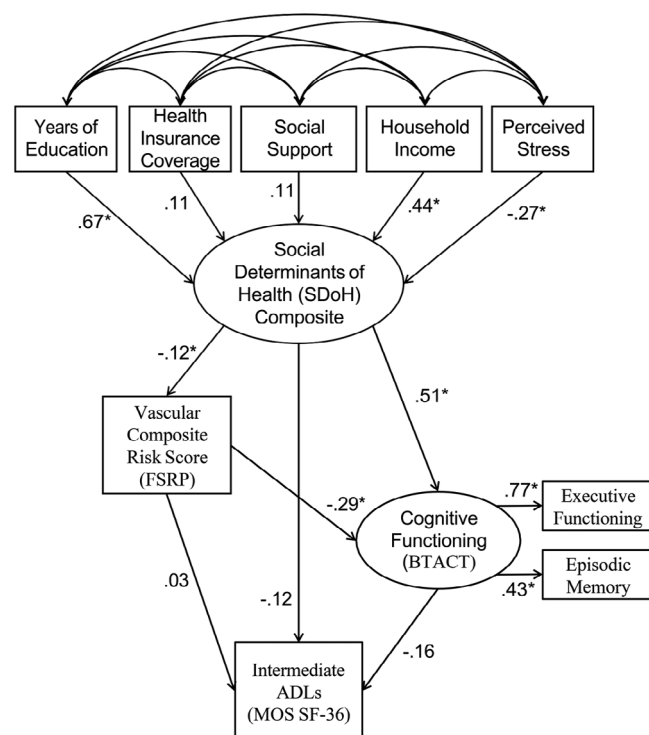 Years of
Education
Health
Insurance
Coverage
Social
Support
Household
Income
Perceived
Stress
.67*
.11
.11
.44*
-.27*
Social
Determinants of
Health (SDoH)
Composite
-.12*
.51*
Vascular
Composite
Risk Score
(FSRP)
-.29*
Cognitive
Functioning
(BTACT)
.77*
Executive
Functioning
Episodic
Memory
.43*
.03
-.12
-.16
Intermediate
ADLs
(MOS SF-36)